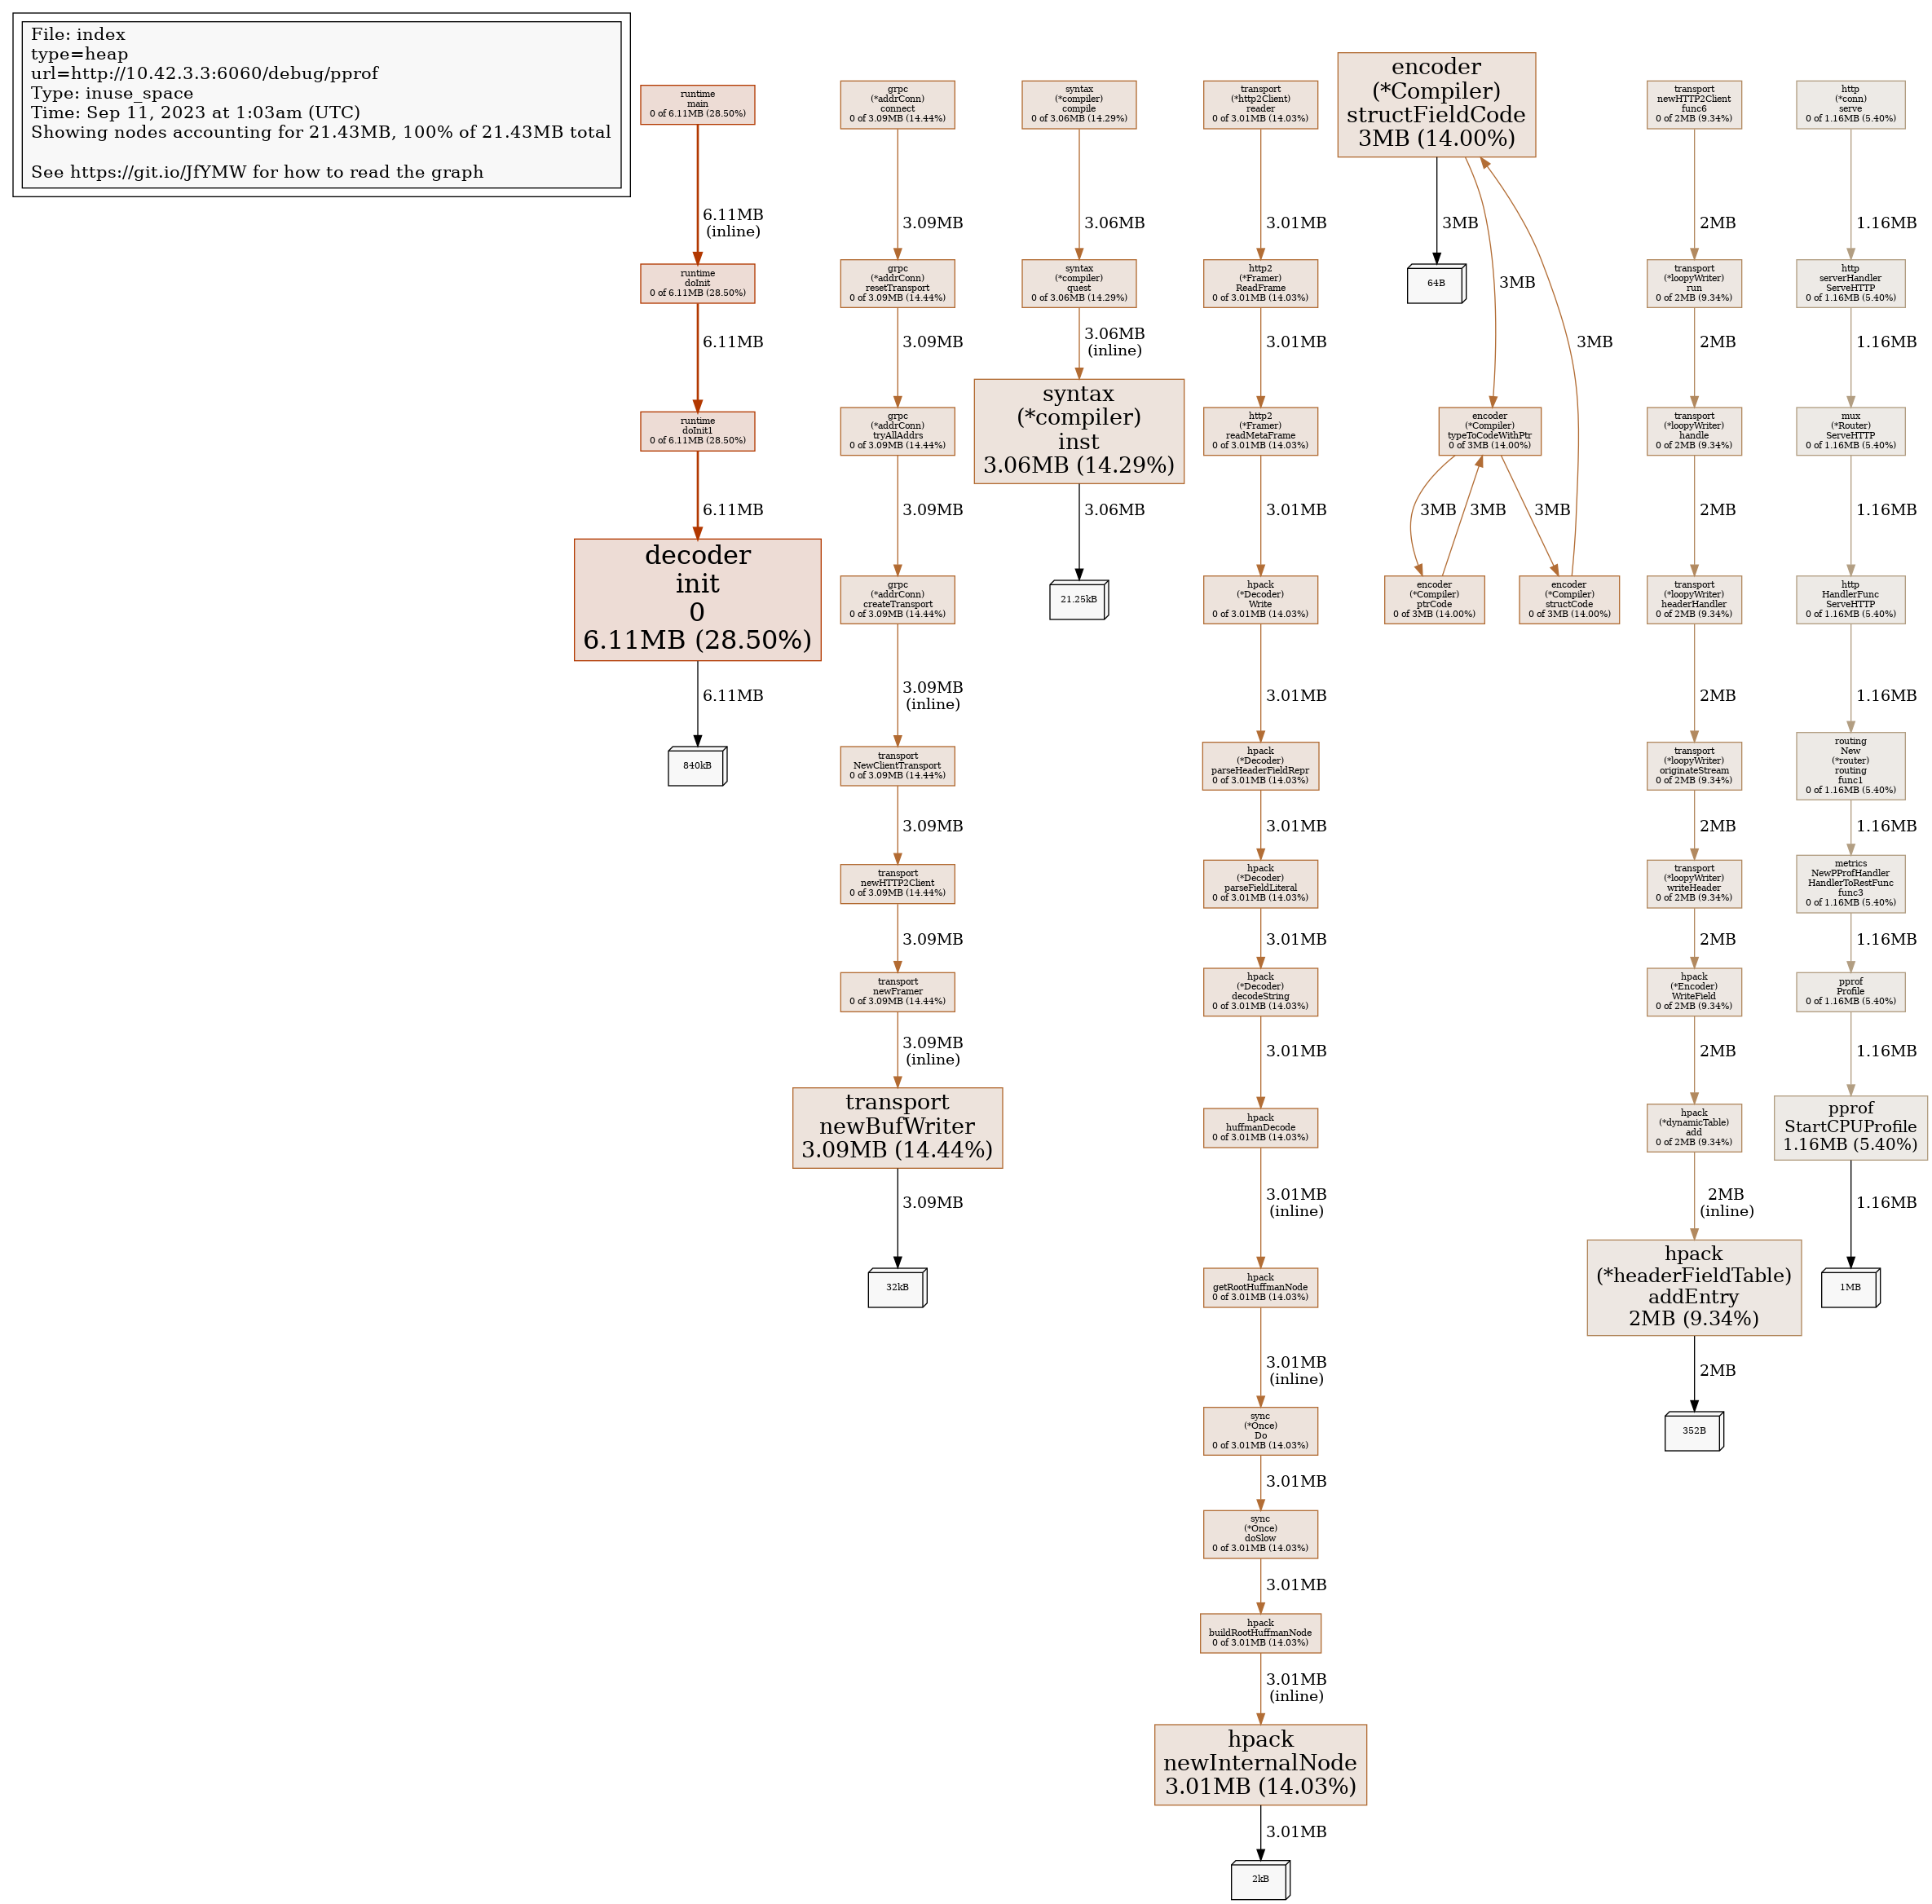 File: index
type=heap
url=http://10.42.3.3:6060/debug/pprof
Type: inuse_space
Time: Sep 11, 2023 at 1:03am (UTC)
Showing nodes accounting for 21.43MB, 100% of 21.43MB total
See https://git.io/JfYMW for how to read the graph
runtime
main
0 of 6.11MB (28.50%)
6.11MB
(inline)
runtime
doInit
0 of 6.11MB (28.50%)
6.11MB
runtime
doInit1
0 of 6.11MB (28.50%)
6.11MB
decoder
init
0
6.11MB (28.50%)
6.11MB
840kB
grpc
(*addrConn)
connect
0 of 3.09MB (14.44%)
3.09MB
grpc
(*addrConn)
resetTransport
0 of 3.09MB (14.44%)
3.09MB
grpc
(*addrConn)
tryAllAddrs
0 of 3.09MB (14.44%)
3.09MB
grpc
(*addrConn)
createTransport
0 of 3.09MB (14.44%)
3.09MB
(inline)
transport
NewClientTransport
0 of 3.09MB (14.44%)
3.09MB
transport
newHTTP2Client
0 of 3.09MB (14.44%)
3.09MB
transport
newFramer
0 of 3.09MB (14.44%)
3.09MB
(inline)
transport
newBufWriter
3.09MB (14.44%)
3.09MB
32kB
syntax
(*compiler)
compile
0 of 3.06MB (14.29%)
3.06MB
syntax
(*compiler)
quest
0 of 3.06MB (14.29%)
3.06MB
(inline)
syntax
(*compiler)
inst
3.06MB (14.29%)
3.06MB
21.25kB
transport
(*http2Client)
reader
0 of 3.01MB (14.03%)
3.01MB
http2
(*Framer)
ReadFrame
0 of 3.01MB (14.03%)
3.01MB
http2
(*Framer)
readMetaFrame
0 of 3.01MB (14.03%)
3.01MB
hpack
(*Decoder)
Write
0 of 3.01MB (14.03%)
3.01MB
hpack
(*Decoder)
parseHeaderFieldRepr
0 of 3.01MB (14.03%)
3.01MB
hpack
(*Decoder)
parseFieldLiteral
0 of 3.01MB (14.03%)
3.01MB
hpack
(*Decoder)
decodeString
0 of 3.01MB (14.03%)
3.01MB
hpack
huffmanDecode
0 of 3.01MB (14.03%)
3.01MB
(inline)
hpack
getRootHuffmanNode
0 of 3.01MB (14.03%)
3.01MB
(inline)
sync
(*Once)
Do
0 of 3.01MB (14.03%)
3.01MB
sync
(*Once)
doSlow
0 of 3.01MB (14.03%)
3.01MB
hpack
buildRootHuffmanNode
0 of 3.01MB (14.03%)
3.01MB
(inline)
hpack
newInternalNode
3.01MB (14.03%)
3.01MB
2kB
encoder
(*Compiler)
structFieldCode
3MB (14.00%)
3MB
64B
3MB
3MB
encoder
(*Compiler)
typeToCodeWithPtr
0 of 3MB (14.00%)
3MB
3MB
3MB
encoder
(*Compiler)
ptrCode
0 of 3MB (14.00%)
encoder
(*Compiler)
structCode
0 of 3MB (14.00%)
transport
newHTTP2Client
func6
0 of 2MB (9.34%)
2MB
transport
(*loopyWriter)
run
0 of 2MB (9.34%)
2MB
transport
(*loopyWriter)
handle
0 of 2MB (9.34%)
2MB
transport
(*loopyWriter)
headerHandler
0 of 2MB (9.34%)
2MB
transport
(*loopyWriter)
originateStream
0 of 2MB (9.34%)
2MB
transport
(*loopyWriter)
writeHeader
0 of 2MB (9.34%)
2MB
hpack
(*Encoder)
WriteField
0 of 2MB (9.34%)
2MB
hpack
(*dynamicTable)
add
0 of 2MB (9.34%)
2MB
(inline)
hpack
(*headerFieldTable)
addEntry
2MB (9.34%)
2MB
352B
http
(*conn)
serve
0 of 1.16MB (5.40%)
1.16MB
http
serverHandler
ServeHTTP
0 of 1.16MB (5.40%)
1.16MB
mux
(*Router)
ServeHTTP
0 of 1.16MB (5.40%)
1.16MB
http
HandlerFunc
ServeHTTP
0 of 1.16MB (5.40%)
1.16MB
routing
New
(*router)
routing
func1
0 of 1.16MB (5.40%)
1.16MB
metrics
NewPProfHandler
HandlerToRestFunc
func3
0 of 1.16MB (5.40%)
1.16MB
pprof
Profile
0 of 1.16MB (5.40%)
1.16MB
pprof
StartCPUProfile
1.16MB (5.40%)
1.16MB
1MB